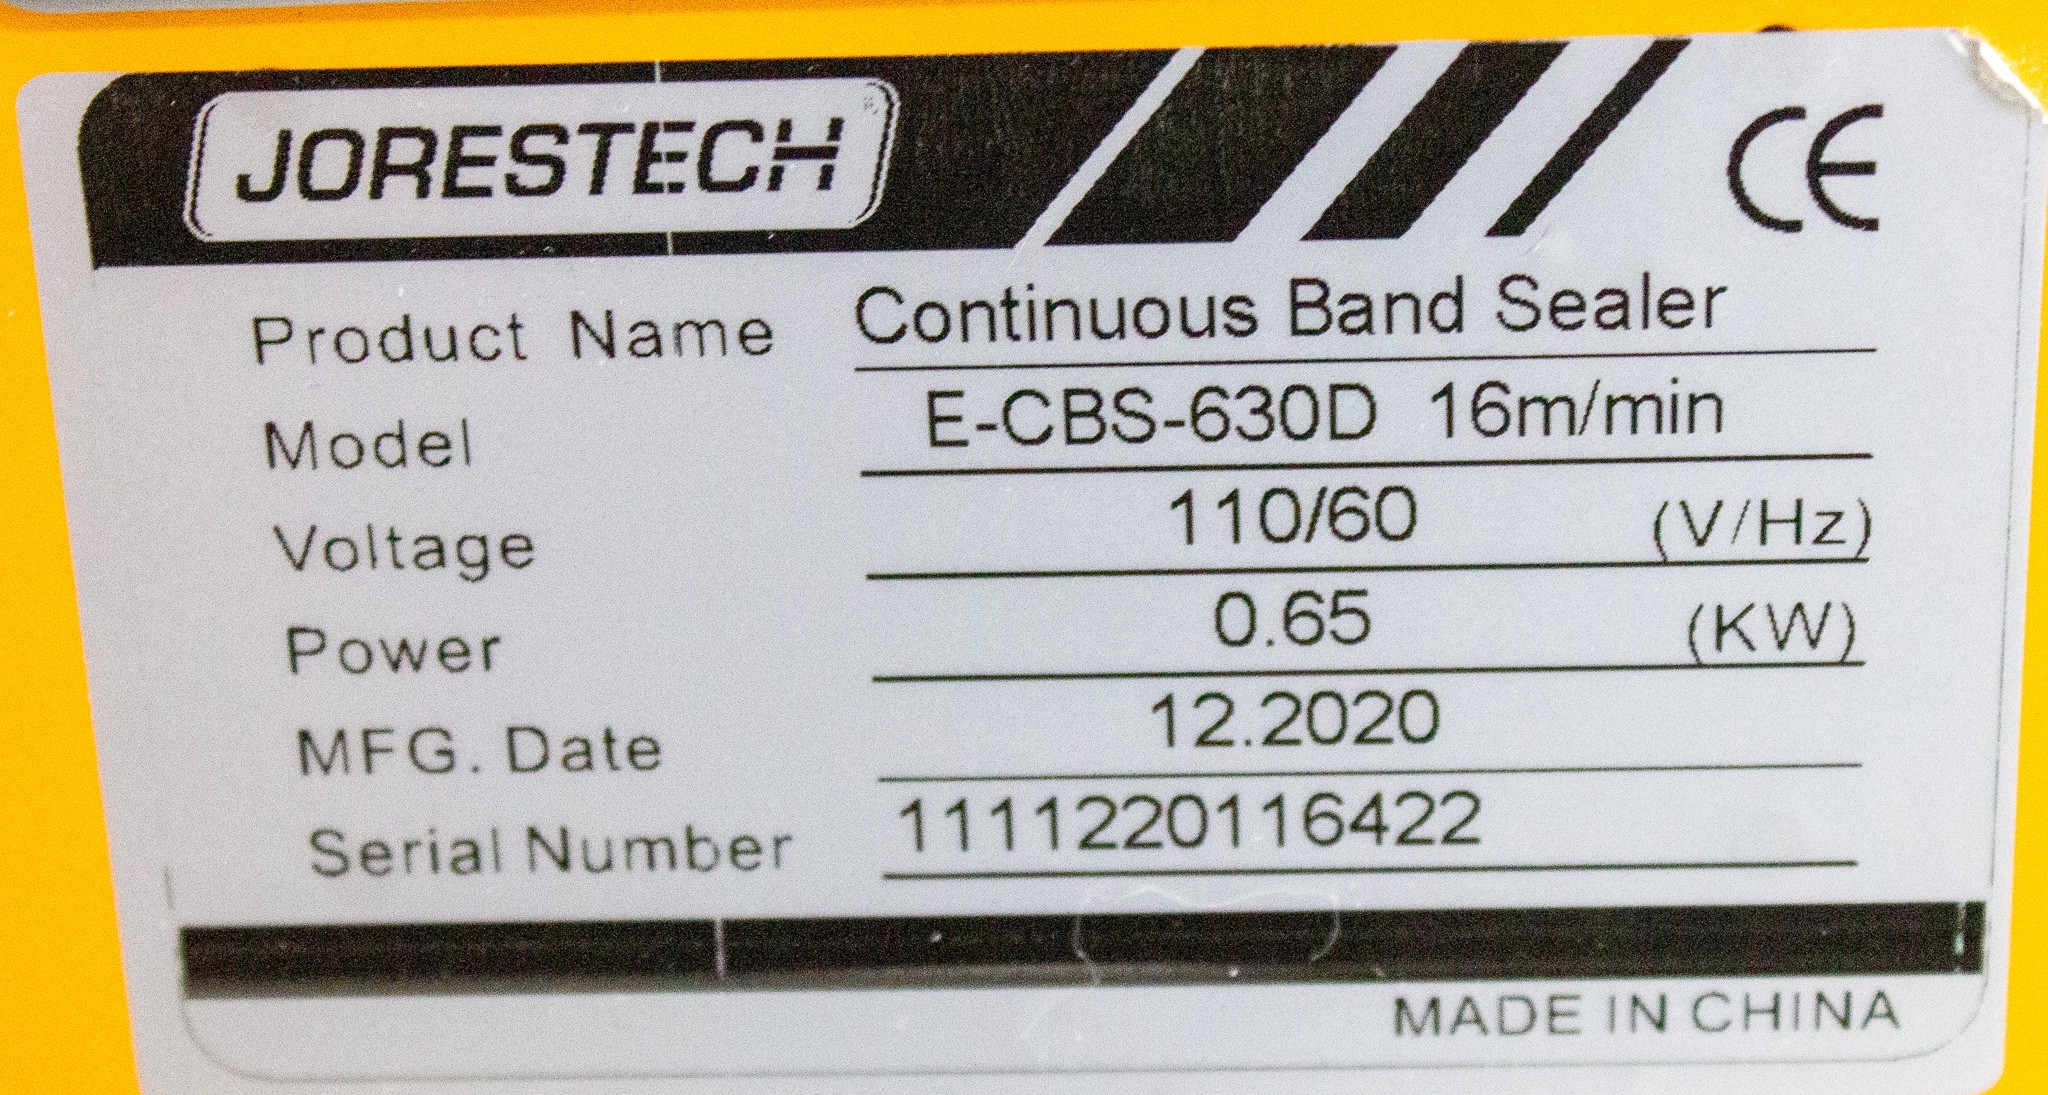 JORESTECH
CE
Product Name Continuous Band Sealer
Model E-CBS-630D 16m/min
Voltage 110/60 (V/Hz)
Power 0.65 (KW)
MFG. Date 12.2020
Serial Number 1111220116422
MADE IN CHINA